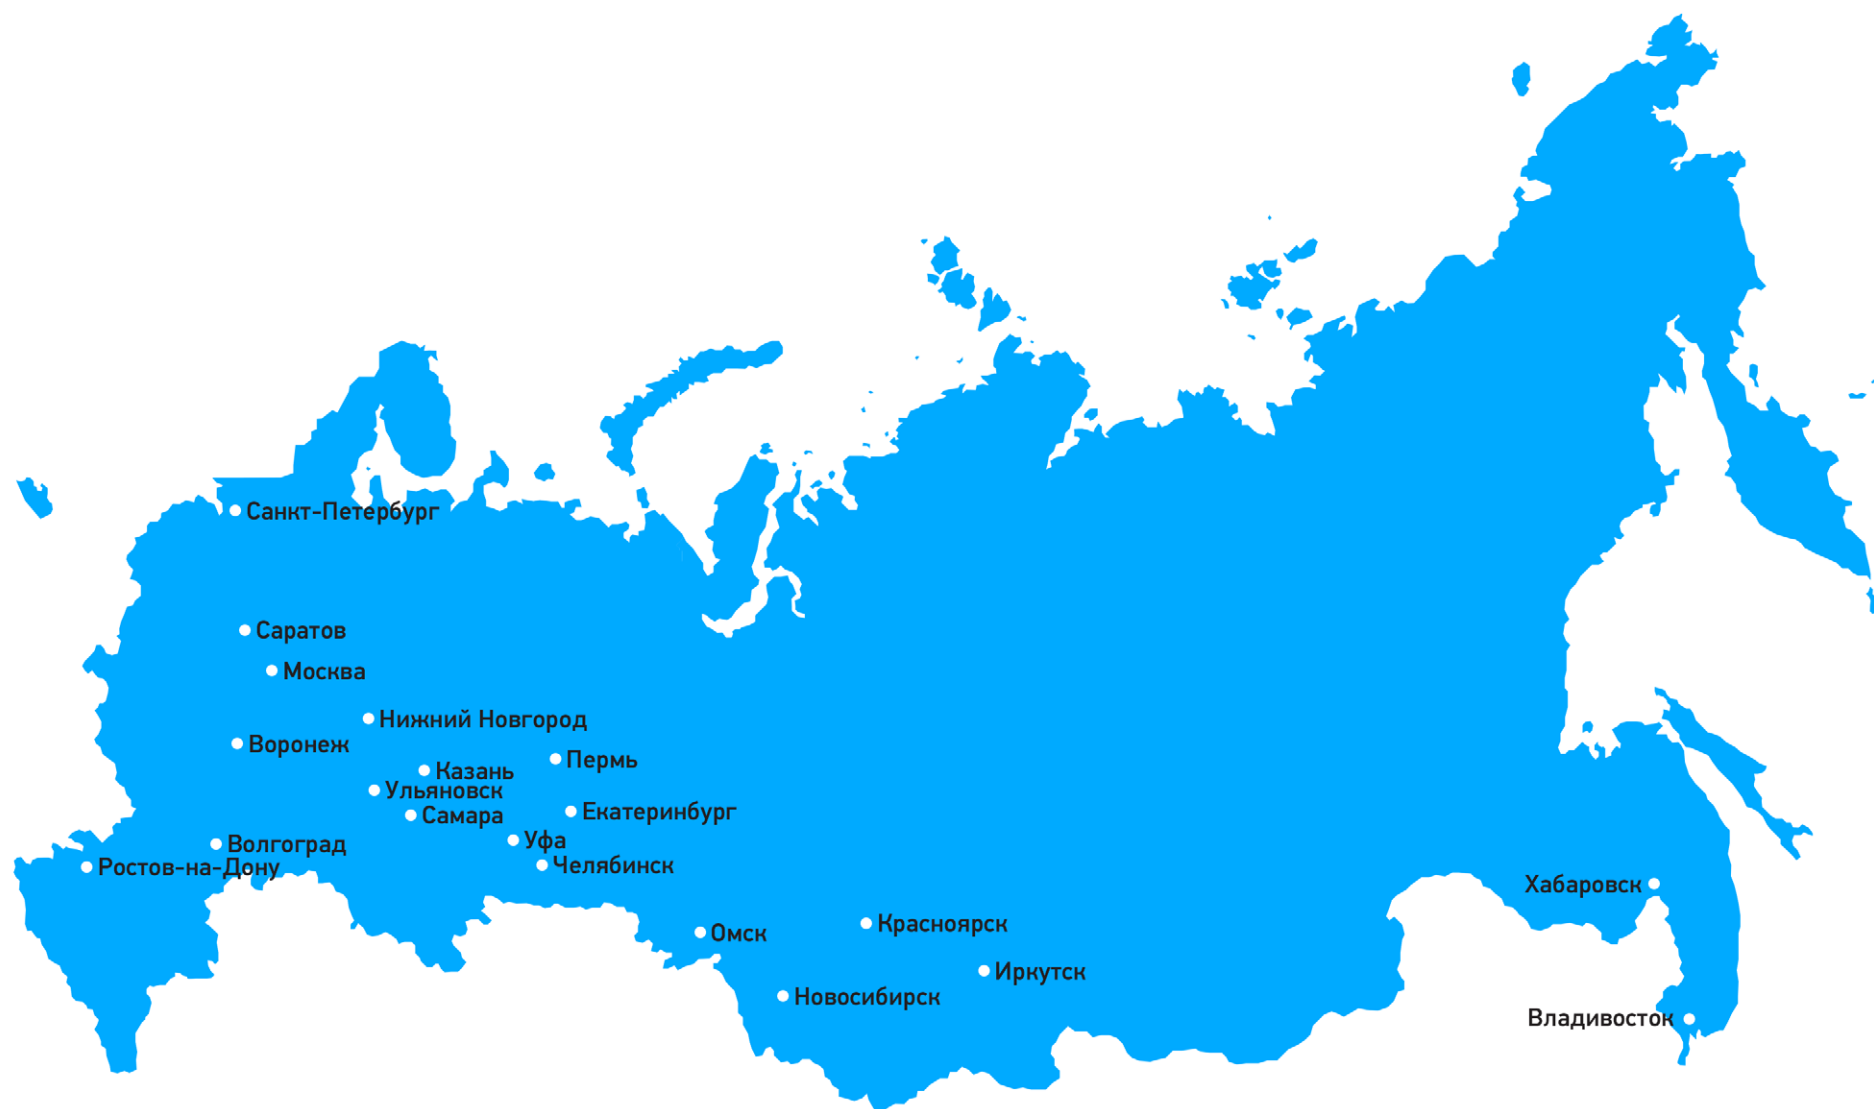 Санкт-Петербург
Саратов
Москва
Нижний Новгород
Воронеж
Пермь
Казань
Ульяновск
Екатеринбург
Самара
Уфа
Волгоград
Челябинск
Ростов-на-Дону
Хабаровск
Красноярск
Омск
Иркутск
Новосибирск
Владивосток